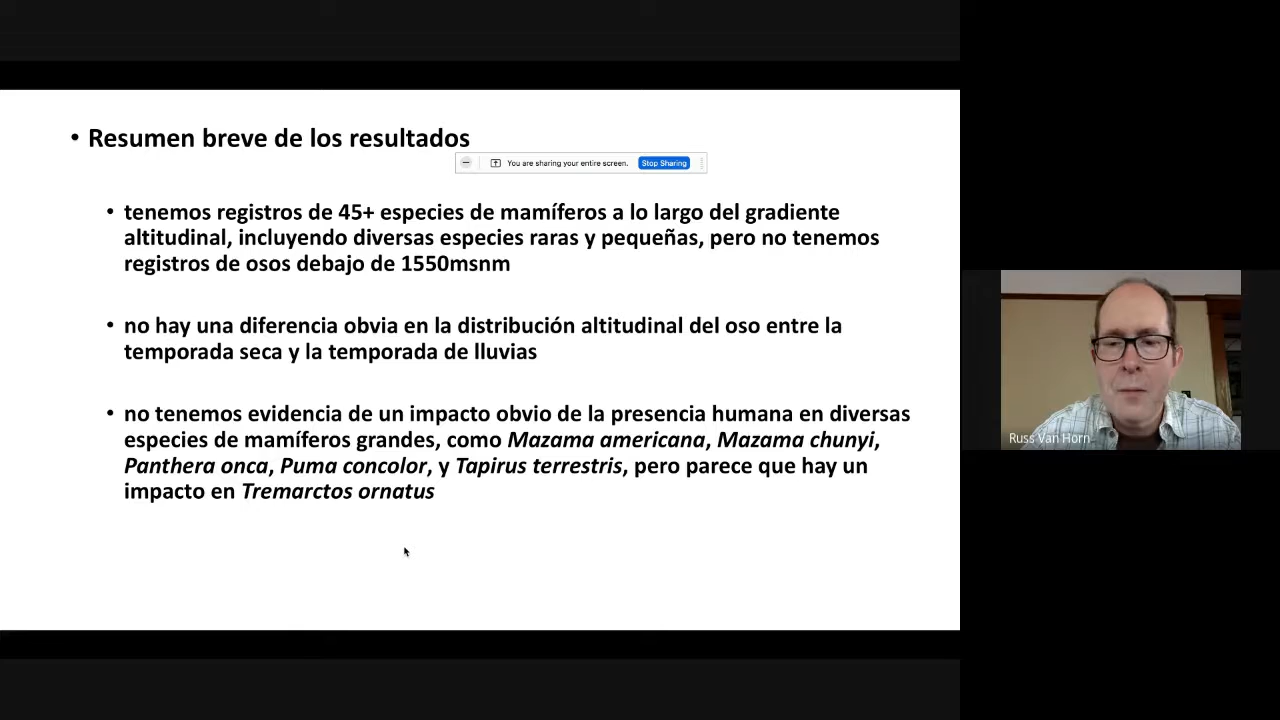 • Resumen breve de los resultados
You are sharing your entire screen. Stop Sharing
• tenemos registros de 45+ especies de mamíferos a lo largo del gradiente
altitudinal, incluyendo diversas especies raras y pequeñas, pero no tenemos
registros de osos debajo de 1550msnm
• no hay una diferencia obvia en la distribución altitudinal del oso entre la
temporada seca y la temporada de lluvias
• no tenemos evidencia de un impacto obvio de la presencia humana en diversas
especies de mamíferos grandes, como Mazama americana, Mazama chunyi,
Panthera onca, Puma concolor, y Tapirus terrestris, pero parece que hay un
impacto en Tremarctos ornatus
Russ Van Horn